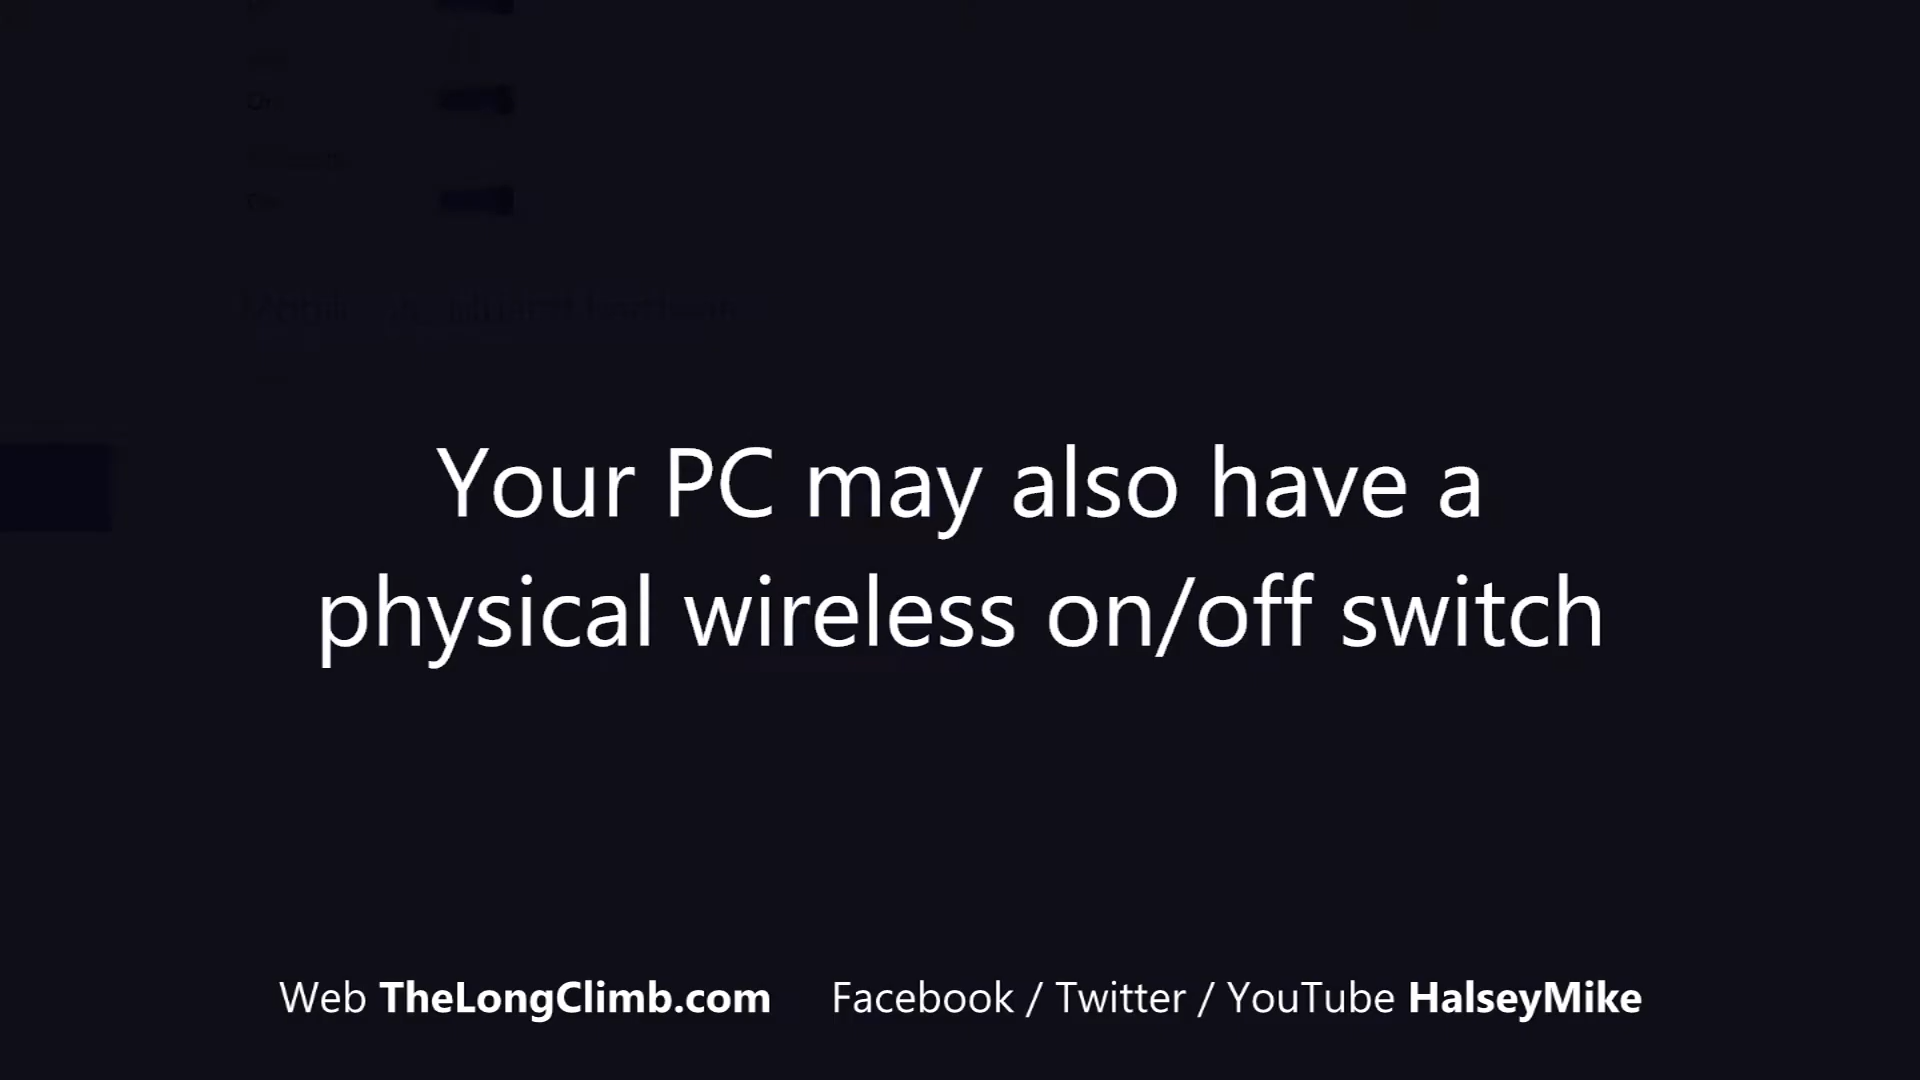 Your PC may also have a
physical wireless on/off switch
Web TheLongClimb.com Facebook / Twitter / YouTube HalseyMike